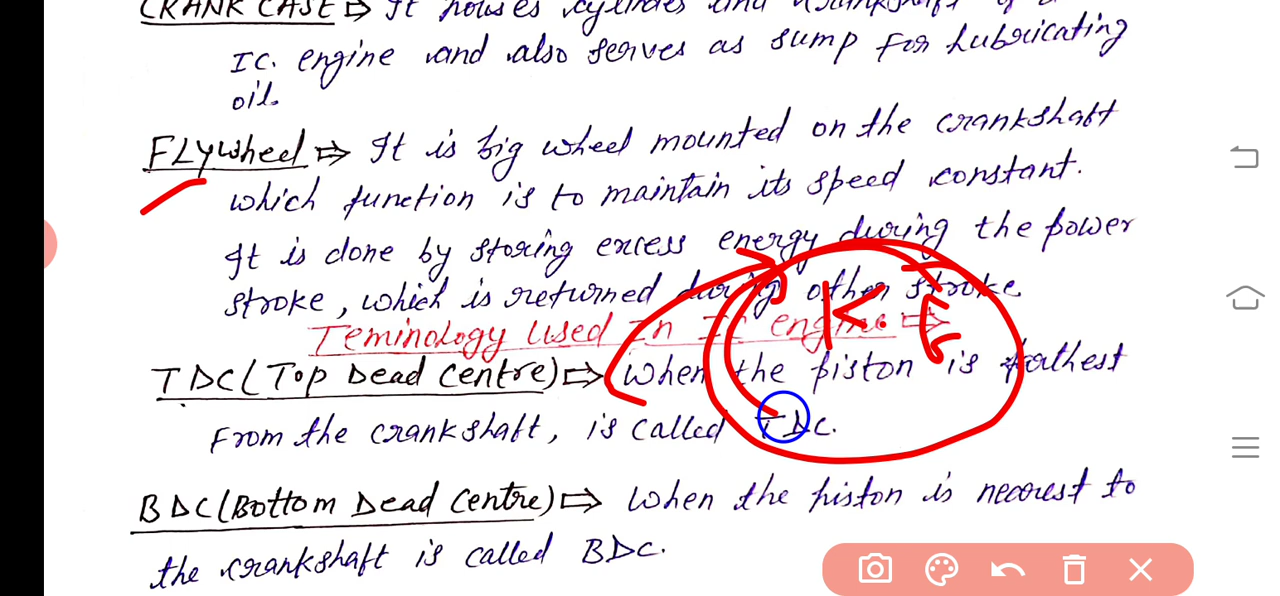 CRANK CASE ⇨ It houses cylinder and crankshaft of
I.C. engine and also serves as sump for Lubricating
oil.
FLywheel ⇨ It is big wheel mounted on the crankshaft
which function is to maintain its speed constant.
It is done by storing excess energy during the power
stroke, which is returned during other stroke.
Teminology Used In IC engine ⇨
K.E
TDC (Top Dead Centre) ⇨ When the piston is farthest
From the crankshaft, is called TDC.
BDC (Bottom Dead Centre) ⇨ When the piston is nearest to
the crankshaft is called BDC.